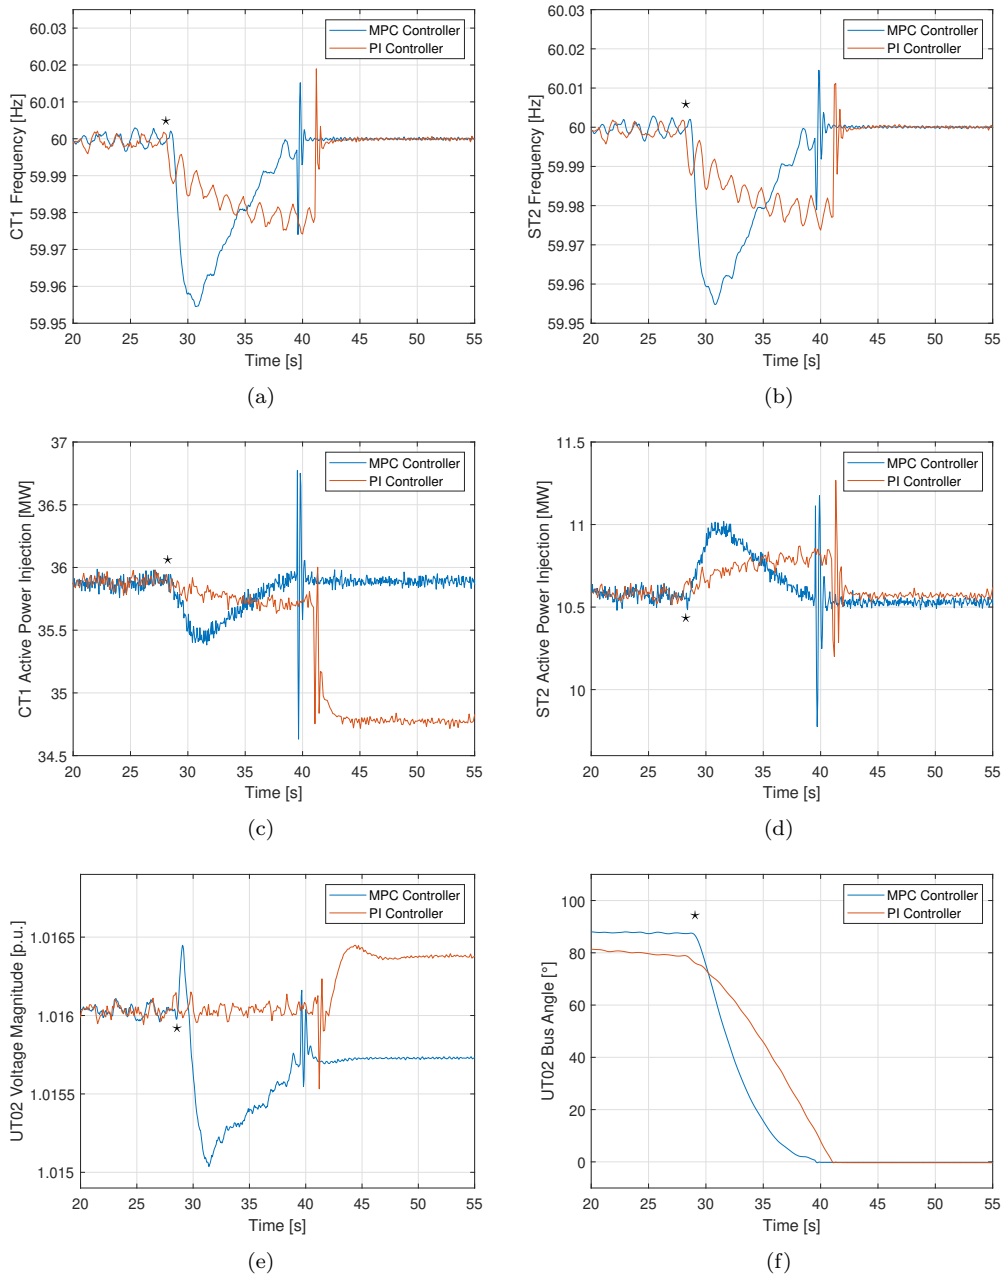 60.03
60.02
60.01
60
59.99
59.98
59.97
59.96
59.95
CT1 Frequency [Hz]
MPC Controller
PI Controller
20 25 30 35 40 45 50 55
Time [s]
(a)
60.03
60.02
60.01
60
59.99
59.98
59.97
59.96
59.95
ST2 Frequency [Hz]
MPC Controller
PI Controller
20 25 30 35 40 45 50 55
Time [s]
(b)
37
36.5
36
35.5
35
34.5
CT1 Active Power Injection [MW]
MPC Controller
PI Controller
20 25 30 35 40 45 50 55
Time [s]
(c)
11.5
11
10.5
10
ST2 Active Power Injection [MW]
MPC Controller
PI Controller
20 25 30 35 40 45 50 55
Time [s]
(d)
1.0165
1.016
1.0155
1.015
UT02 Voltage Magnitude [p.u.]
MPC Controller
PI Controller
20 25 30 35 40 45 50 55
Time [s]
(e)
100
80
60
40
20
0
UT02 Bus Angle [°]
MPC Controller
PI Controller
20 25 30 35 40 45 50 55
Time [s]
(f)